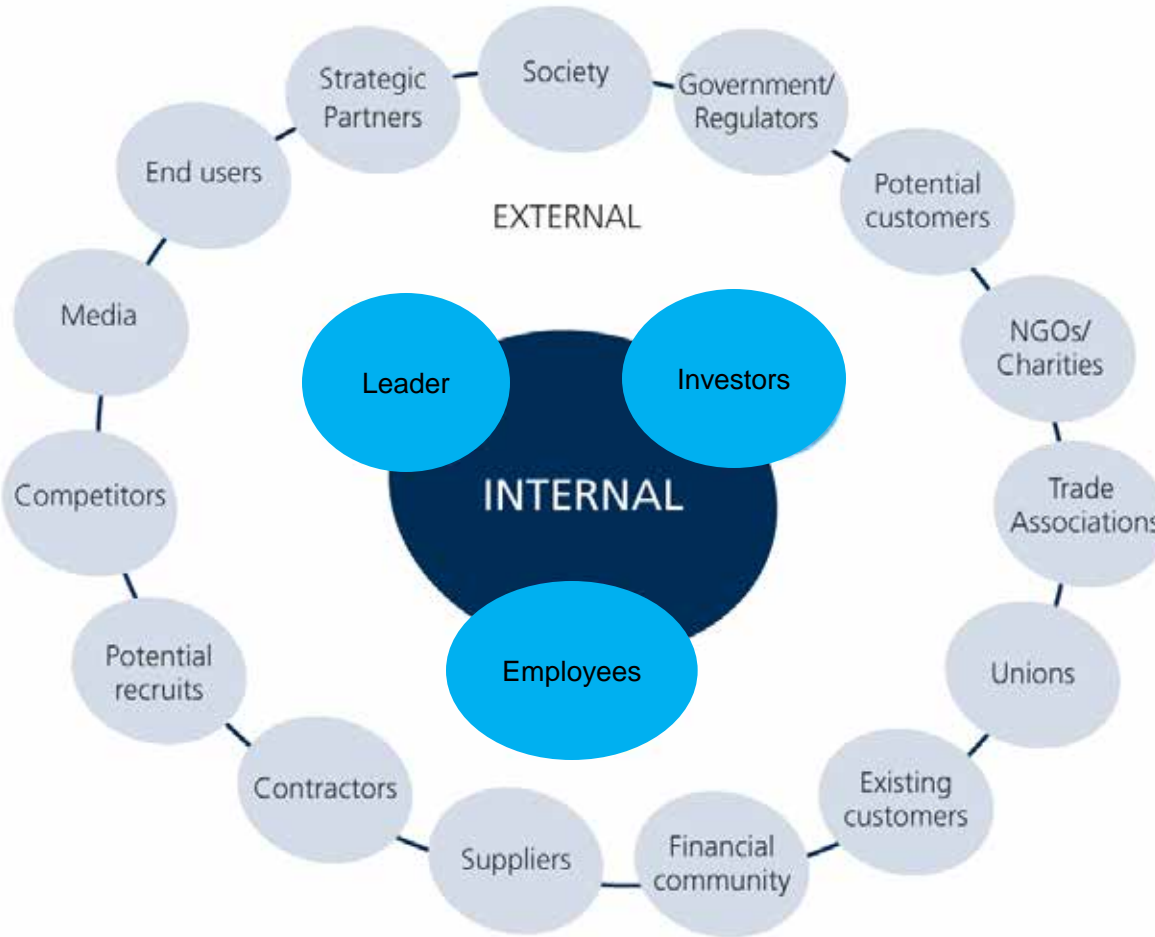 Society
Strategic
Partners
Government/
Regulators
End users
Potential
customers
EXTERNAL
Media
NGOs/
Charities
Leader
Investors
INTERNAL
Competitors
Trade
Associations
Employees
Potential
recruits
Unions
Contractors
Existing
customers
Suppliers
Financial
community